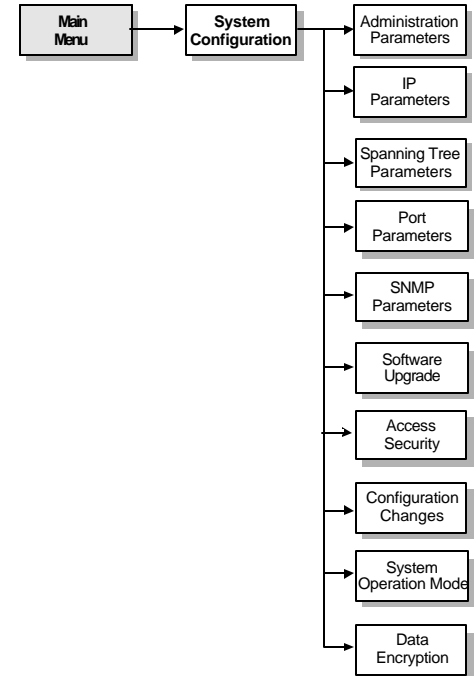 Main
Menu
System
Configuration
Administration
Parameters
IP
Parameters
Spanning Tree
Parameters
Port
Parameters
SNMP
Parameters
Software
Upgrade
Access
Security
Configuration
Changes
System
Operation Mode
Data
Encryption